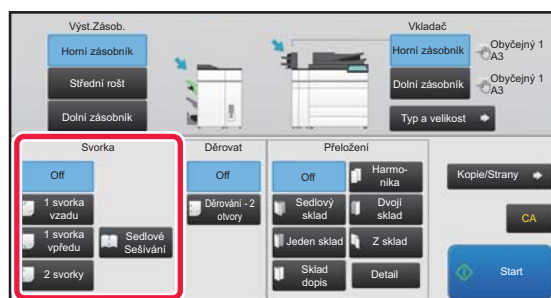 Výst.Zásob.
Horní zásobník
Střední rošt
Dolní zásobník
Vkladač
Horní zásobník
Obyčejný 1
A3
Dolní zásobník
Obyčejný 1
A3
Typ a velikost
Svorka
Off
1 svorka
vzadu
1 svorka
vpředu
2 svorky
Sedlové
Sešívání
Děrovat
Off
Děrování - 2
otvory
Přeložení
Off
Harmo-
nika
Sedlový
sklad
Dvojí
sklad
Jeden sklad
Z sklad
Sklad
dopis
Detail
Kopie/Strany
CA
Start